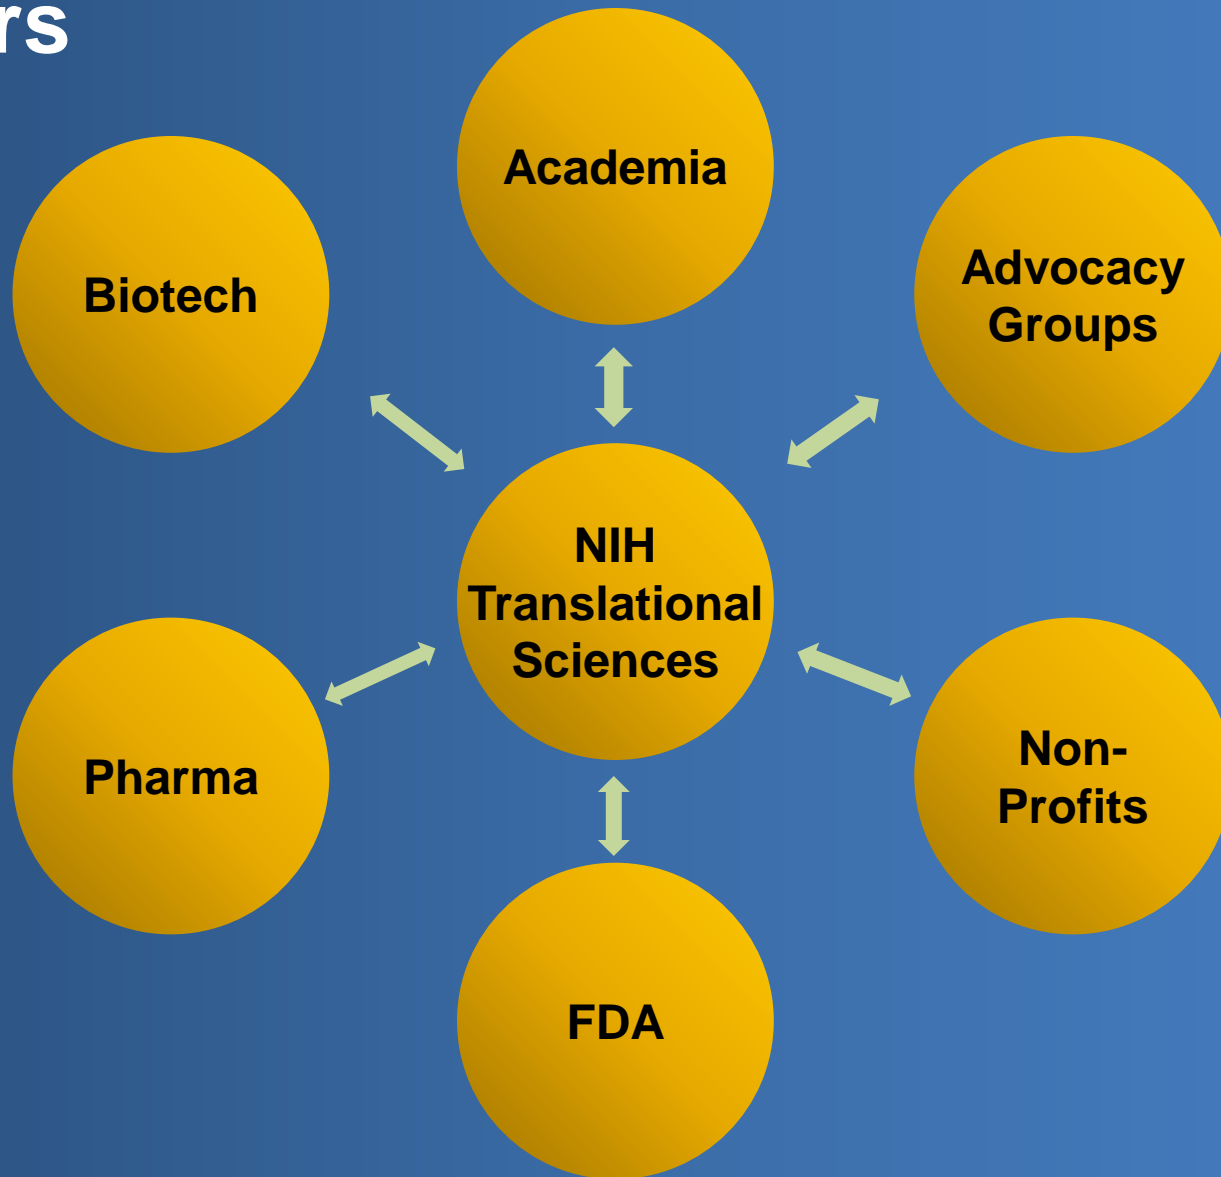 rs
Academia
Biotech
Advocacy
Groups
NIH
Translational
Sciences
Pharma
Non-
Profits
FDA